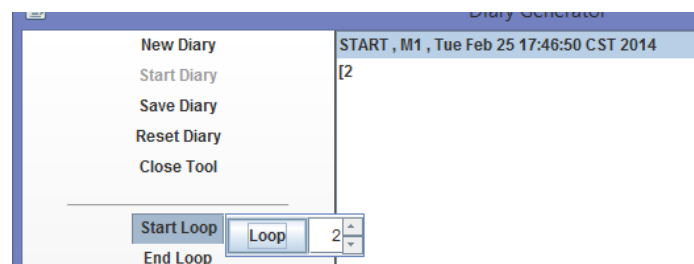 Diary Generator
New Diary
Start Diary
Save Diary
Reset Diary
Close Tool
Start Loop
Loop
2
End Loop
START , M1 , Tue Feb 25 17:46:50 CST 2014
[2